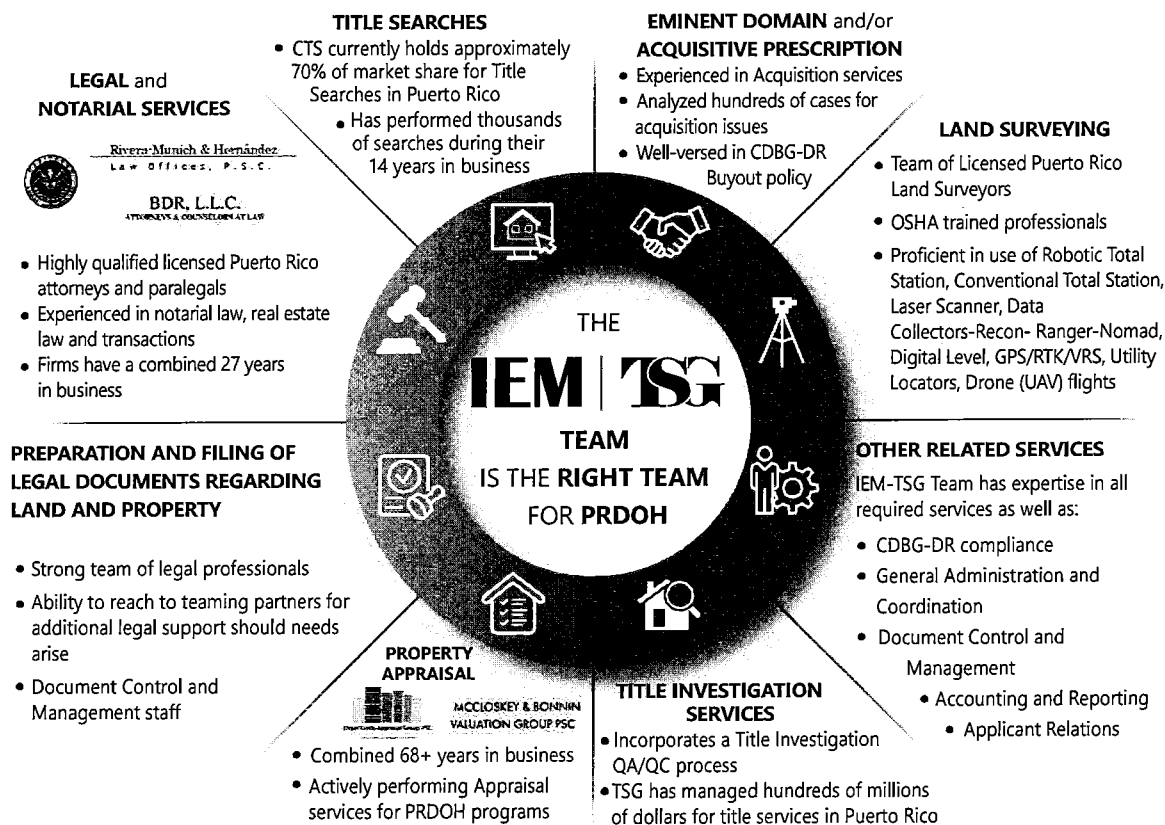 TITLE SEARCHES
• CTS currently holds approximately
70% of market share for Title
Searches in Puerto Rico
• Has performed thousands
of searches during their
14 years in business
EMINENT DOMAIN and/or
ACQUISITIVE PRESCRIPTION
• Experienced in Acquisition services
• Analyzed hundreds of cases for
acquisition issues
• Well-versed in CDBG-DR
Buyout policy
LEGAL and
NOTARIAL SERVICES
Rivera-Munich & Hernández
Law Offices, P.S.C.
BDR, L.L.C.
ATTORNEYS & COUNSELORS AT LAW
• Highly qualified licensed Puerto Rico
attorneys and paralegals
• Experienced in notarial law, real estate
law and transactions
• Firms have a combined 27 years
in business
LAND SURVEYING
• Team of Licensed Puerto Rico
Land Surveyors
• OSHA trained professionals
• Proficient in use of Robotic Total
Station, Conventional Total Station,
Laser Scanner, Data
Collectors-Recon- Ranger-Nomad,
Digital Level, GPS/RTK/VRS, Utility
Locators, Drone (UAV) flights
THE
IEM | TSG
TEAM
IS THE RIGHT TEAM
FOR PRDOH
PREPARATION AND FILING OF
LEGAL DOCUMENTS REGARDING
LAND AND PROPERTY
• Strong team of legal professionals
• Ability to reach to teaming partners for
additional legal support should needs
arise
• Document Control and
Management staff
OTHER RELATED SERVICES
IEM-TSG Team has expertise in all
required services as well as:
• CDBG-DR compliance
• General Administration and
Coordination
• Document Control and
Management
• Accounting and Reporting
• Applicant Relations
PROPERTY
APPRAISAL
MCCLOSKEY & BONNIN
VALUATION GROUP PSC
• Combined 68+ years in business
• Actively performing Appraisal
services for PRDOH programs
TITLE INVESTIGATION
SERVICES
• Incorporates a Title Investigation
QA/QC process
• TSG has managed hundreds of millions
of dollars for title services in Puerto Rico